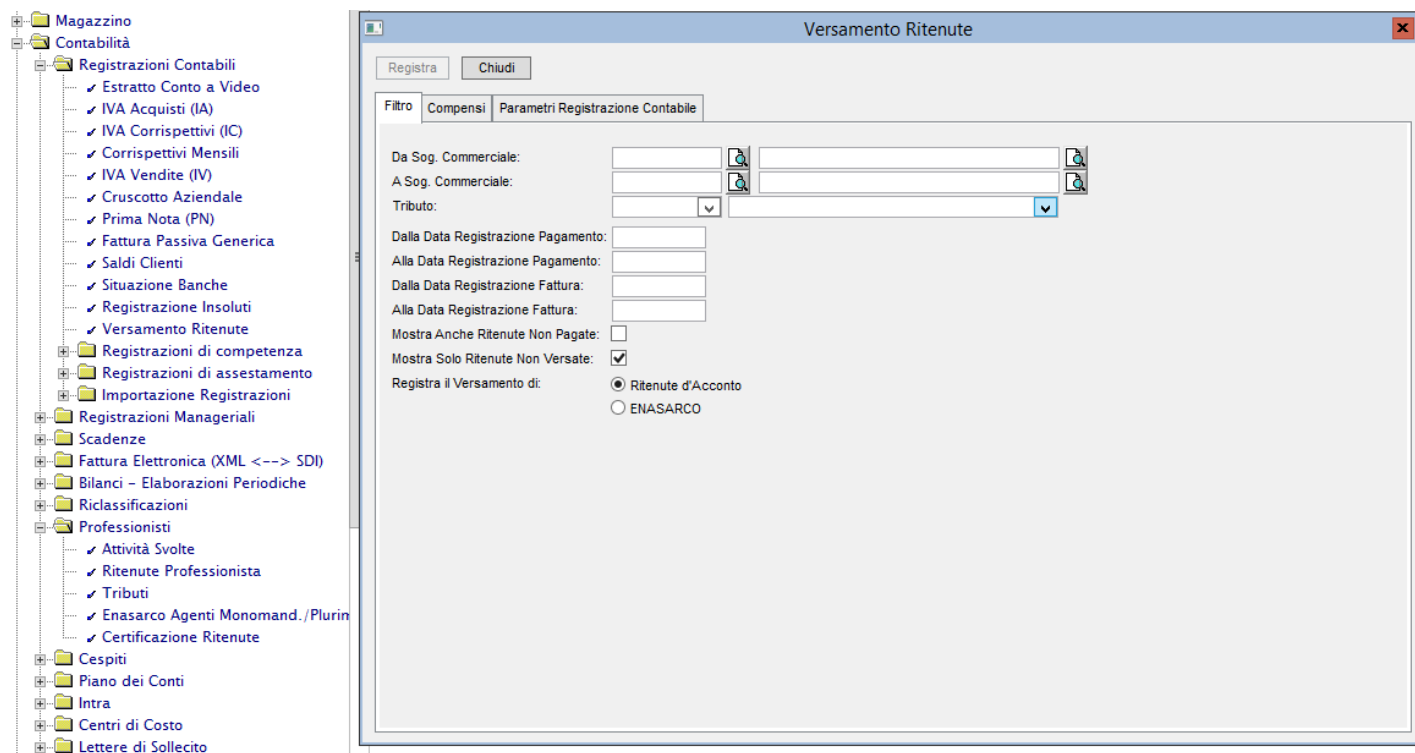 Magazzino
Contabilità
Registrazioni Contabili
Estratto Conto a Video
IVA Acquisti (IA)
IVA Corrispettivi (IC)
Corrispettivi Mensili
IVA Vendite (IV)
Cruscotto Aziendale
Prima Nota (PN)
Fattura Passiva Generica
Saldi Clienti
Situazione Banche
Registrazione Insoluti
Versamento Ritenute
Registrazioni di competenza
Registrazioni di assestamento
Importazione Registrazioni
Registrazioni Manageriali
Scadenze
Fattura Elettronica (XML <--> SDI)
Bilanci - Elaborazioni Periodiche
Riclassificazioni
Professionisti
Attività Svolte
Ritenute Professionista
Tributi
Enasarco Agenti Monomand./Plurim
Certificazione Ritenute
Cespiti
Piano dei Conti
Intra
Centri di Costo
Lettere di Sollecito
Versamento Ritenute
Registra Chiudi
Filtro Compensi Parametri Registrazione Contabile
Da Sog. Commerciale:
A Sog. Commerciale:
Tributo:
Dalla Data Registrazione Pagamento:
Alla Data Registrazione Pagamento:
Dalla Data Registrazione Fattura:
Alla Data Registrazione Fattura:
Mostra Anche Ritenute Non Pagate:
Mostra Solo Ritenute Non Versate:
Registra il Versamento di: Ritenute d'Acconto
ENASARCO